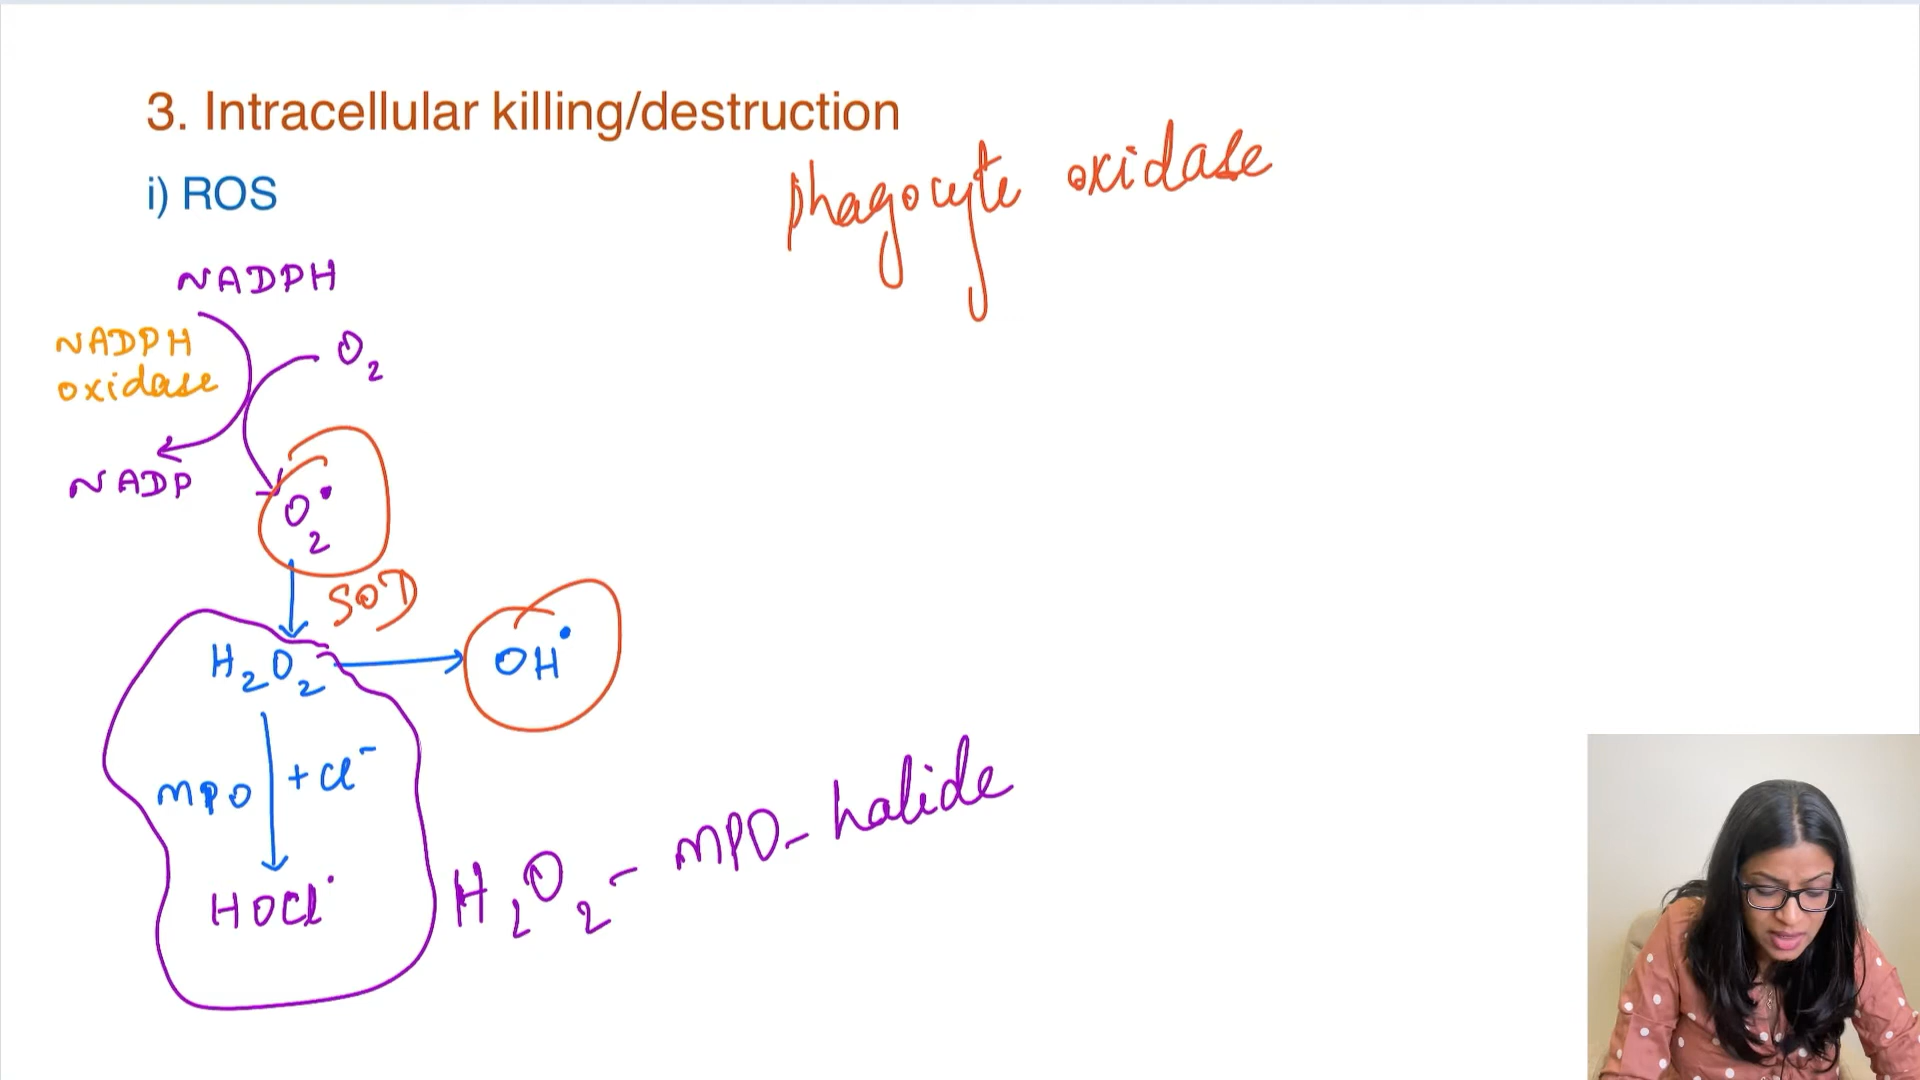 3. Intracellular killing/destruction
phagocyte oxidase
i) ROS
NADPH
NADPH
oxidase
O2
NADP
O2•
SOD
H2O2
OH•
MPO
+ Cl-
HOCl•
H2O2 - MPO - halide